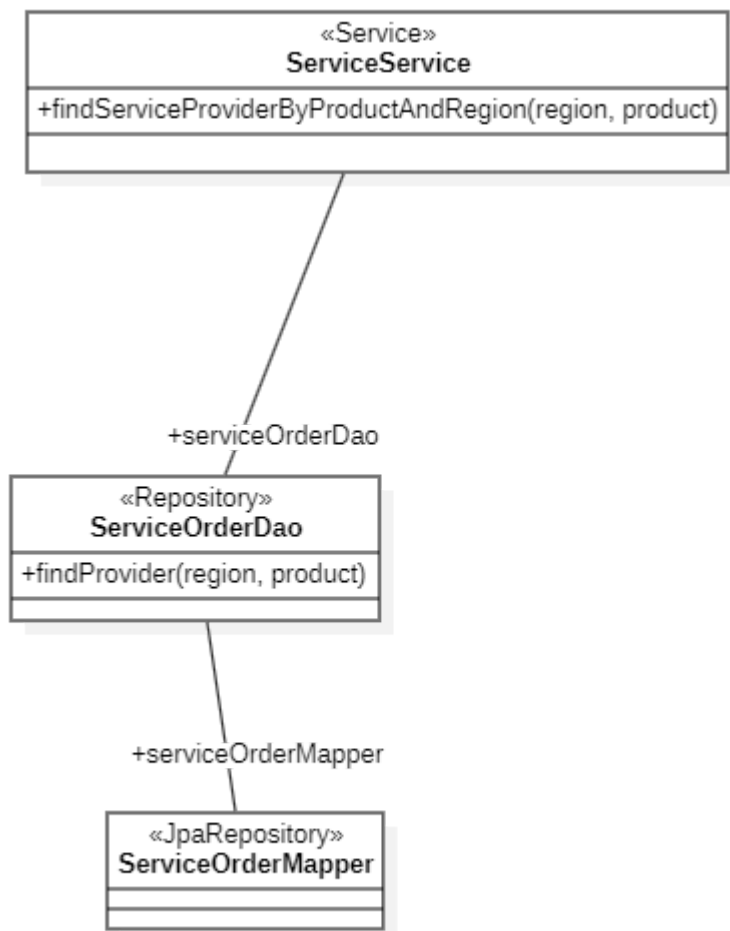 «Service»
ServiceService
+findServiceProviderByProductAndRegion(region, product)
+serviceOrderDao
«Repository»
ServiceOrderDao
+findProvider(region, product)
+serviceOrderMapper
«JpaRepository»
ServiceOrderMapper